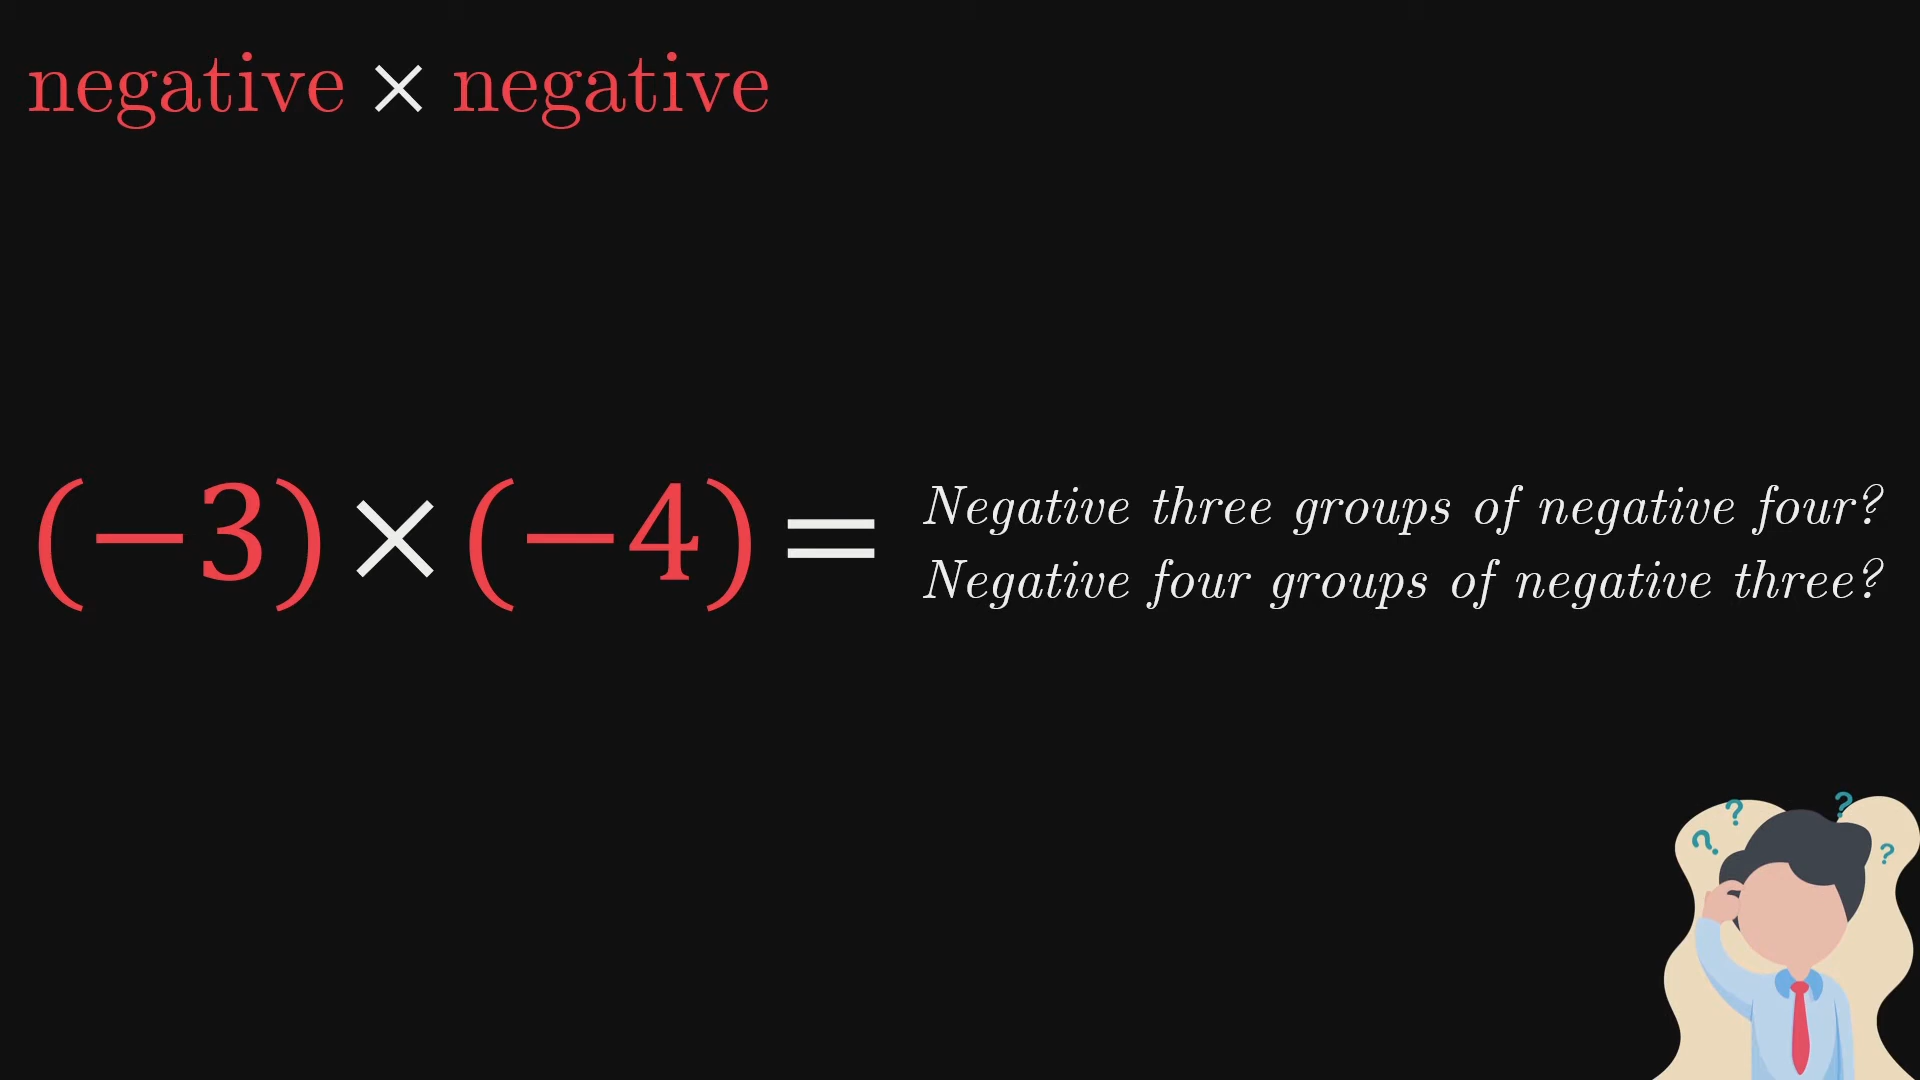 negative × negative
(−3)×(−4)=
Negative three groups of negative four?
Negative four groups of negative three?
? ? ? ?